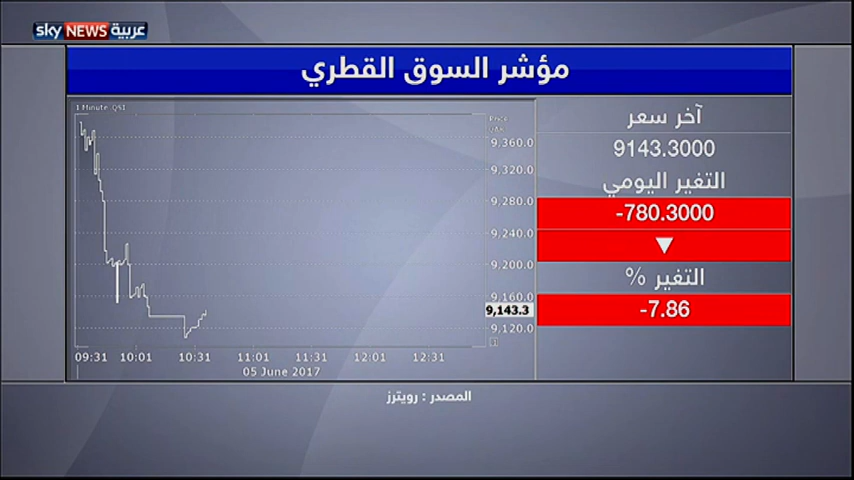 sky NEWS عربية
مؤشر السوق القطري
1 Minute QSI
Price
9,360.0
9,320.0
9,280.0
9,240.0
9,200.0
9,160.0
9,143.3
9,120.0
09:31 10:01 10:31 11:01 11:31 12:01 12:31
05 June 2017
آخر سعر
9143.3000
التغير اليومي
-780.3000
▼
التغير %
-7.86
المصدر : رويترز